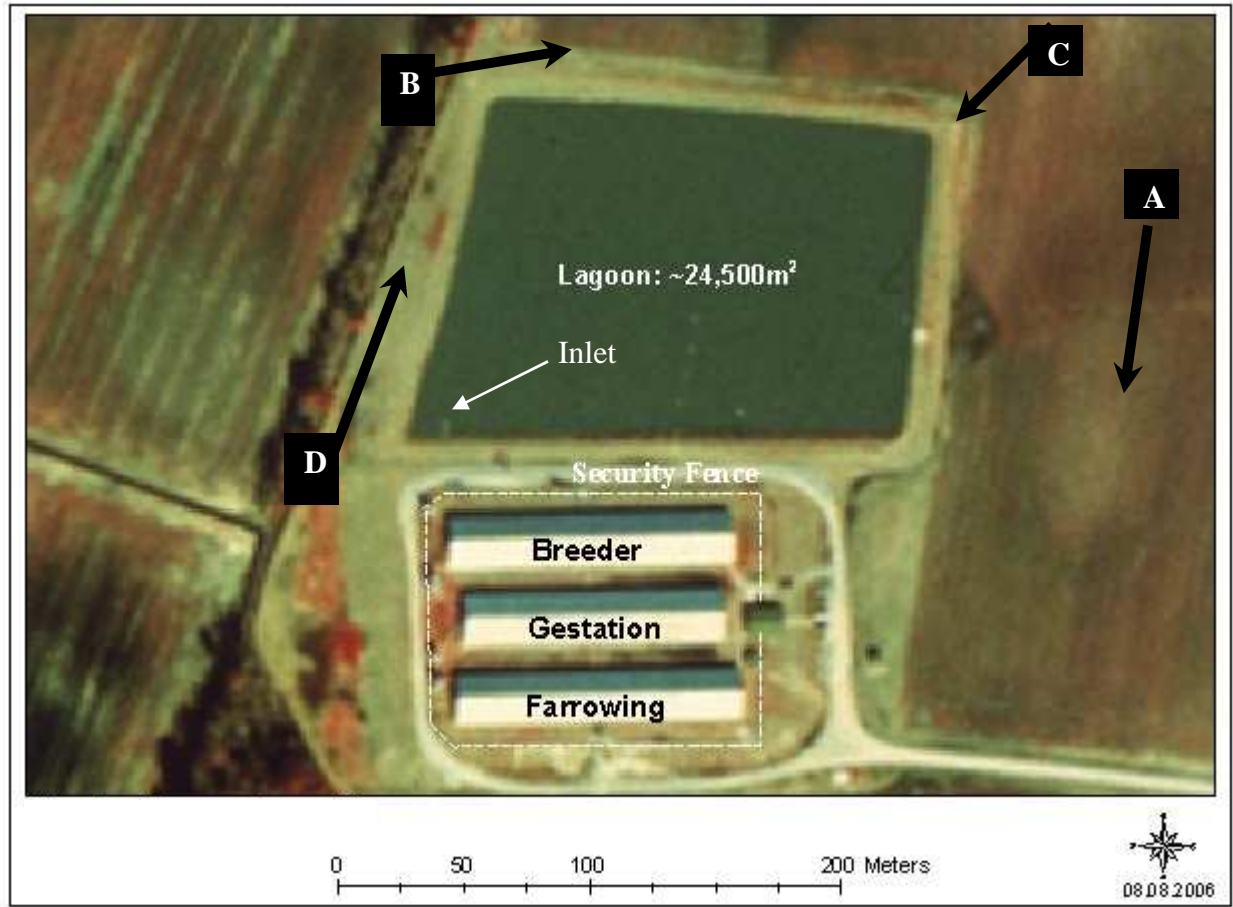 B
C
A
Lagoon: ~24,500m²
Inlet
D
Security Fence
Breeder
Gestation
Farrowing
0 50 100 200 Meters
08.08.2006